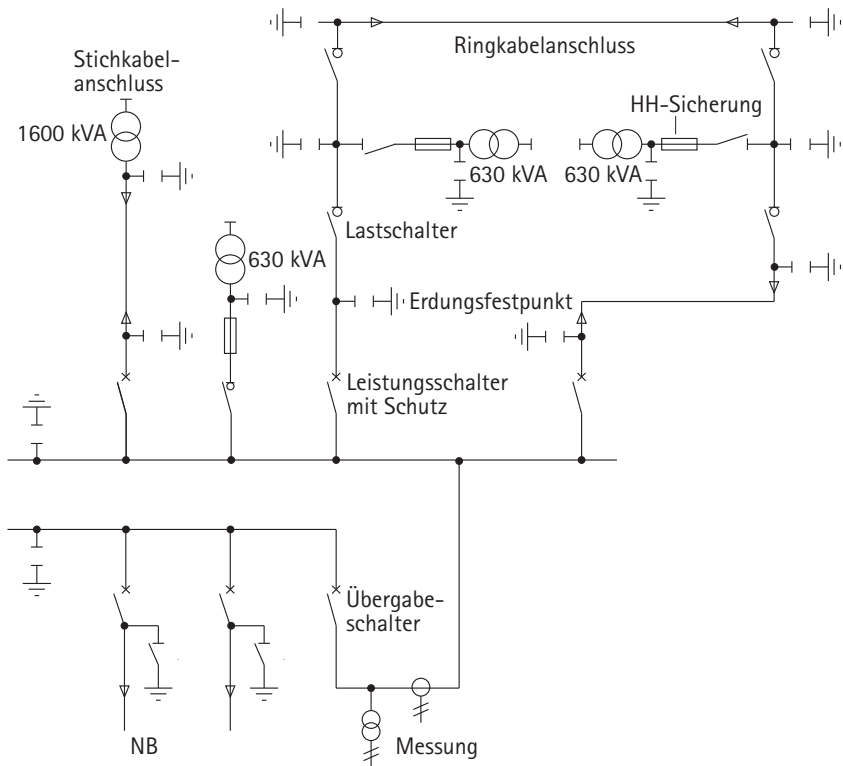 Ringkabelanschluss
Stichkabel-
anschluss
1600 kVA
HH-Sicherung
630 kVA
630 kVA
Lastschalter
630 kVA
Erdungsfestpunkt
Leistungsschalter
mit Schutz
Übergabe-
schalter
NB
Messung